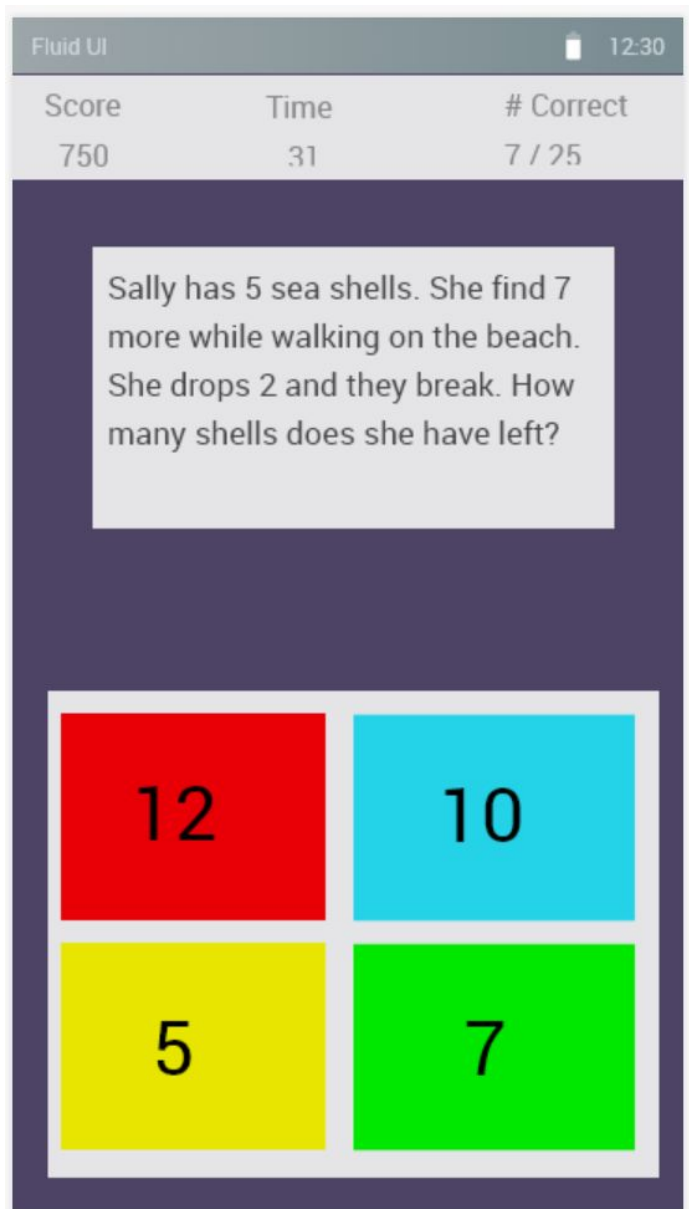 Fluid UI 12:30
Score Time # Correct
750 31 7 / 25
Sally has 5 sea shells. She find 7
more while walking on the beach.
She drops 2 and they break. How
many shells does she have left?
12 10
5 7